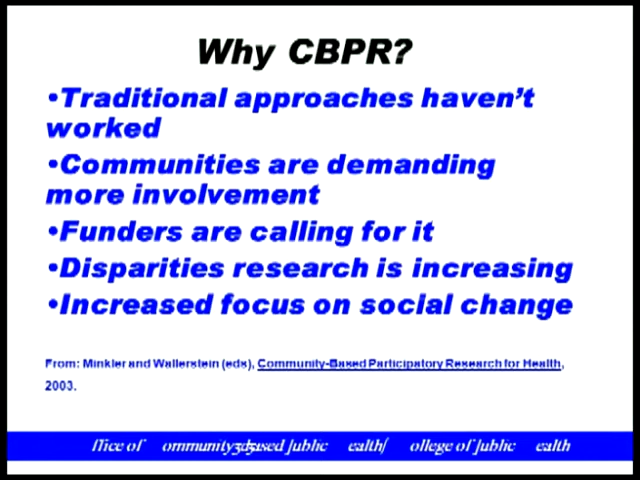 Why CBPR?
•Traditional approaches haven't
worked
•Communities are demanding
more involvement
•Funders are calling for it
•Disparities research is increasing
•Increased focus on social change
From: Minkler and Wallerstein (eds), Community-Based Participatory Research for Health,
2003.
ffice of ommunity based ublic ealth/ ollege of ublic ealth